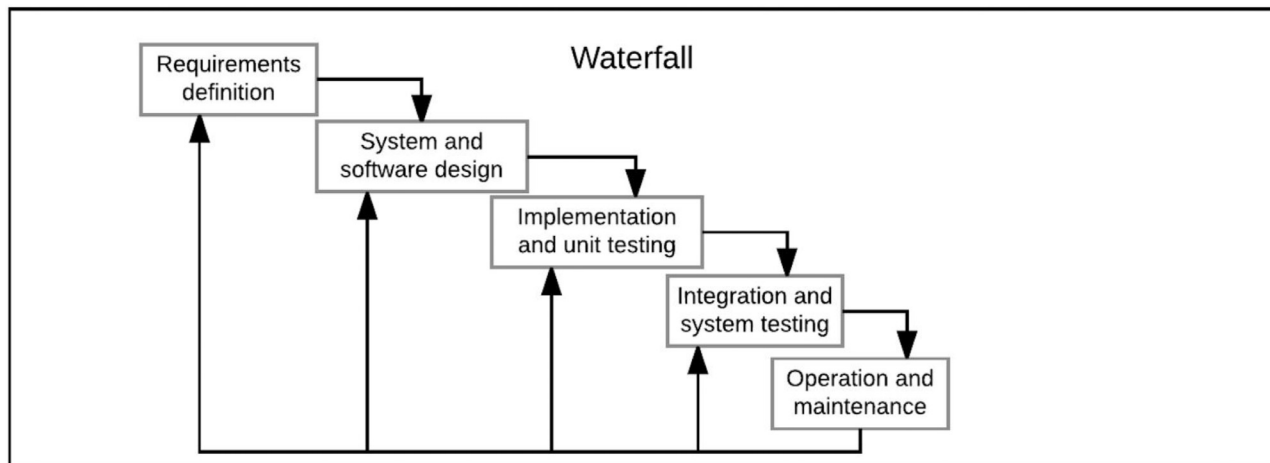 Waterfall
Requirements
definition
System and
software design
Implementation
and unit testing
Integration and
system testing
Operation and
maintenance